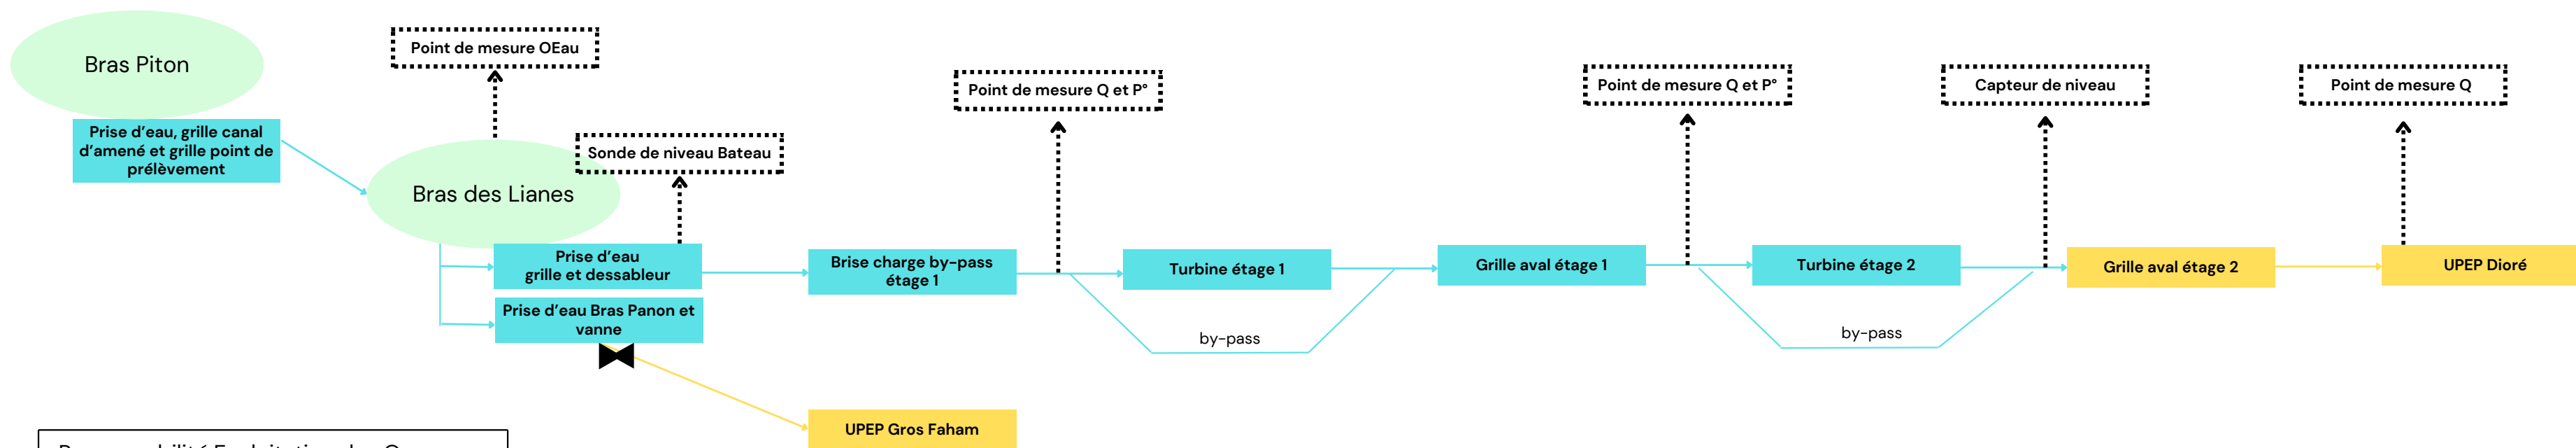 Bras Piton
Prise d'eau, grille canal
d'amené et grille point de
prélèvement
Point de mesure OEau
Sonde de niveau Bateau
Bras des Lianes
Prise d'eau
grille et dessableur
Prise d'eau Bras Panon et
vanne
UPEP Gros Faham
Brise charge by-pass
étage 1
Point de mesure Q et P°
Turbine étage 1
by-pass
Grille aval étage 1
Point de mesure Q et P°
Turbine étage 2
by-pass
Capteur de niveau
Grille aval étage 2
Point de mesure Q
UPEP Dioré